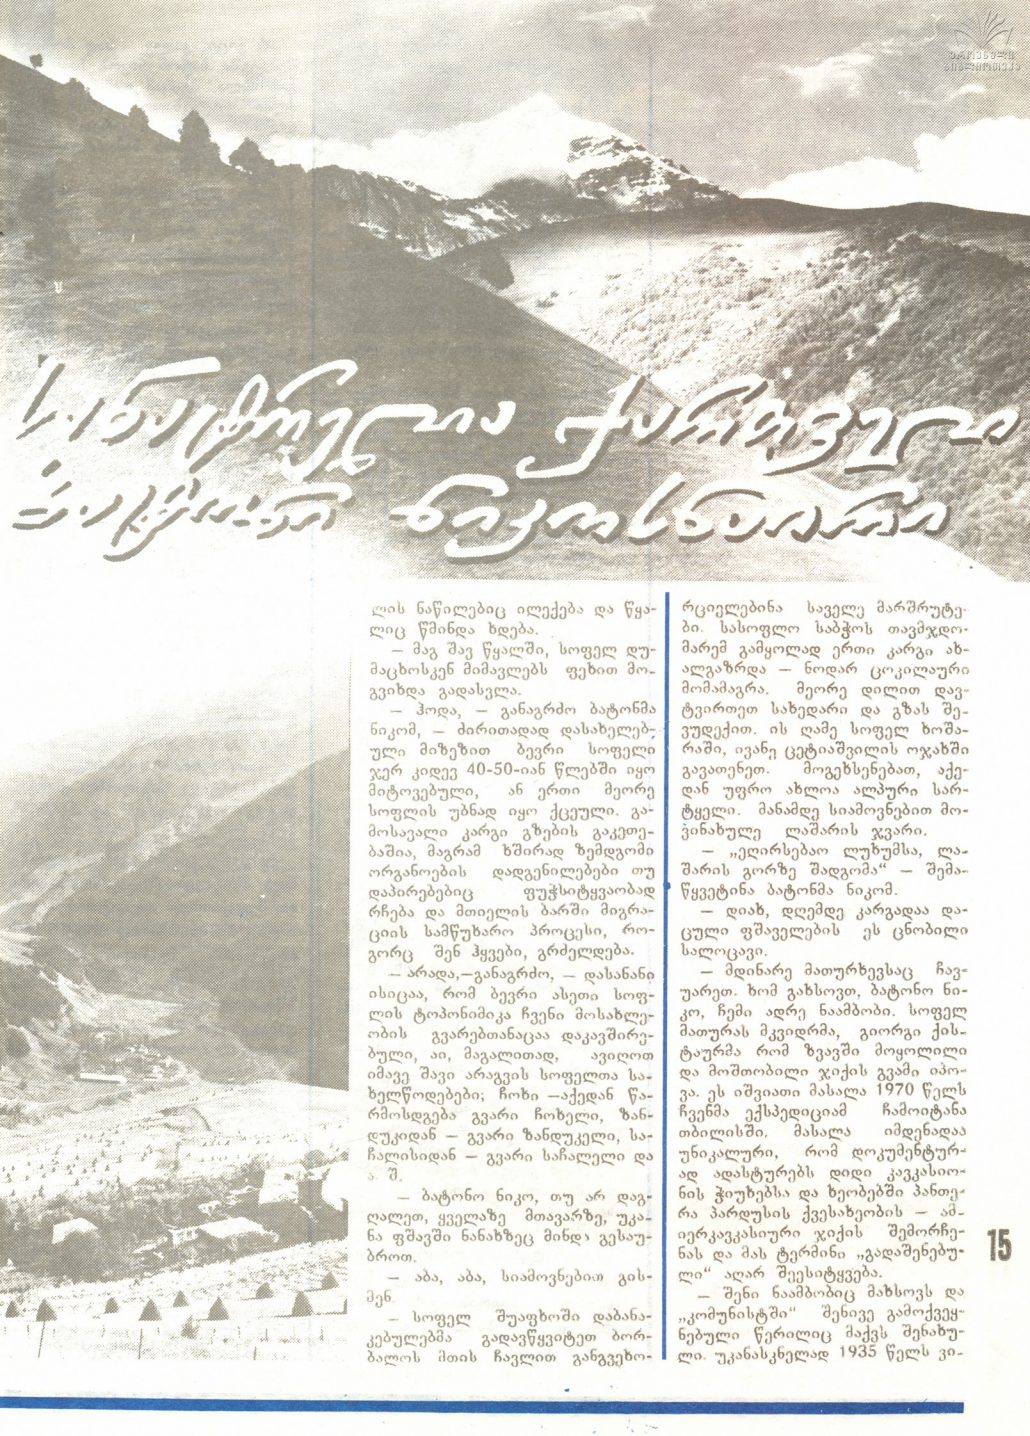 ეროვნული
ბიბლიოთეკა
სანატრელია ქართველი
ნიკორსნისირი
ლის ნაწილებიც ილექება და წყა-
ლიც წმინდა ხდება.
— მაგ შავ წყალში, სოფელ დუ-
მაცხოსკენ მიმავლებს ფეხით მო-
გვიხდა გადასვლა.
— ჰოდა, — განაგრძო ბატონმა
ნიკომ, — ძირითადად დასახელებ-
ული მიზეზით ბევრი სოფელი
ჯერ კიდევ 40-50-იან წლებში იყო
მიტოვებული, ან ერთი მეორე
სოფლის უბნად იყო ქცეული. გა-
მოსავალი კარგი გზების გაკეთე-
ბაშია, მაგრამ ხშირად ზემდგომი
ორგანოების დადგენილებები თუ
დაპირებებიც ფუჭსიტყვაობად
რჩება და მთიელის ბარში მიგრა-
ციის სამწუხარო პროცესი, რო-
გორც შენ ჰყვები, გრძელდება.
— არადა,—განაგრძო, — დასანანი
ისიცაა, რომ ბევრი ასეთი სოფ-
ლის ტოპონიმიკა ჩვენი მოსახლე-
ობის გვარებთანაცაა დაკავშირე-
ბული, აი, მაგალითად, ავიღოთ
იმავე შავი არაგვის სოფელთა სა-
ხელწოდებები; ჩოხი —აქედან წა-
რმოსდგება გვარი ჩოხელი, ზან-
დუკიდან — გვარი ზანდუკელი, სა-
ჩალისიდან — გვარი საჩალელი და
ა. შ.
— ბატონო ნიკო, თუ არ დაგ-
ღალეთ, ყველაზე მთავარზე, უკა-
ნა ფშავში ნანახზეც მინდა გესაუ-
ბროთ.
— აბა, აბა, სიამოვნებით გის-
მენ.
— სოფელ შუაფხოში დაბანა-
კებულებმა გადავწყვიტეთ ბორ-
ბალოს მთის ჩავლით განგვეხო-
რციელებინა საველე მარშრუტე-
ბი. სასოფლო საბჭოს თავმჯდო-
მარემ გამყოლად ერთი კარგი ახ-
ალგაზრდა — ნოდარ ცოკილაური
მომამაგრა. მეორე დილით დავ-
ტვირთეთ სახედარი და გზას შე-
ვუდექით. ის ღამე სოფელ ხოშა-
რაში, ივანე ცეტიაშვილის ოჯახში
გავათენეთ. მოგეხსენებათ, აქე-
დან უფრო ახლოა ალპური სარ-
ტყელი. მანამდე სიამოვნებით მო-
ვინახულე ლაშარის ჯვარი.
— „ეღირსებაო ლუხუმსა, ლა-
შარის გორზე შადგომა“ — შემა-
წყვეტინა ბატონმა ნიკომ.
— დიახ, დღემდე კარგადაა და-
ცული ფშაველების ეს ცნობილი
სალოცავი.
— მდინარე მათურხევსაც ჩავ-
უარეთ. ხომ გახსოვთ, ბატონო ნი-
კო, ჩემი ადრე ნაამბობი. სოფელ
მათურას მკვიდრმა, გიორგი ქის-
ტაურმა რომ ზვავში მოყოლილი
და მოშთობილი ჯიქის გვამი იპო-
ვა. ეს იშვიათი მასალა 1970 წელს
ჩვენმა ექსპედიციამ ჩამოიტანა
თბილისში. მასალა იმდენადაა
უნიკალური, რომ დოკუმენტურ-
ად ადასტურებს დიდი კავკასიო-
ნის ჭიუხებსა და ხეობებში პანთე-
რა პარდუსის ქვესახეობის — ამ-
იერკავკასიური ჯიქის შემორჩე-
ნას და მას ტერმინი „გადაშენებუ-
ლი“ აღარ შეესიტყვება.
— შენი ნაამბობიც მახსოვს და
„კომუნისტში“ შენივე გამოქვეყ-
ნებული წერილიც მაქვს შენახუ-
ლი. უკანასკნელად 1935 წელს ვი-
15